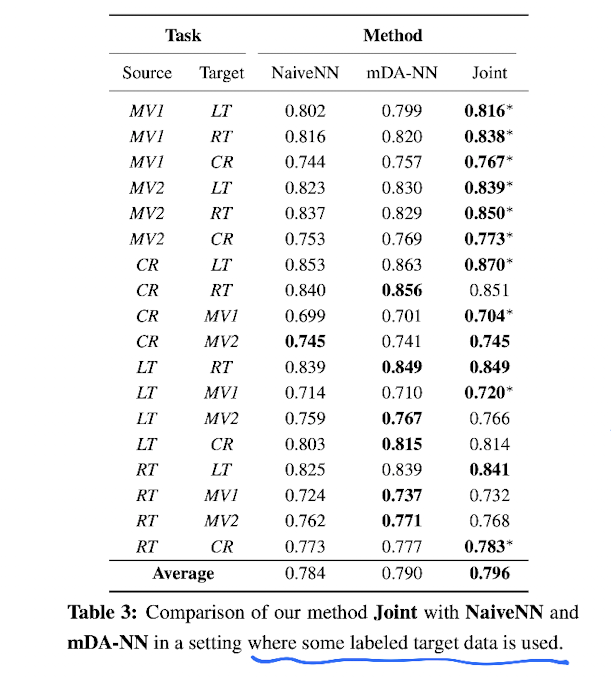 Task Method
Source Target NaiveNN mDA-NN Joint
MV1 LT 0.802 0.799 0.816*
MV1 RT 0.816 0.820 0.838*
MV1 CR 0.744 0.757 0.767*
MV2 LT 0.823 0.830 0.839*
MV2 RT 0.837 0.829 0.850*
MV2 CR 0.753 0.769 0.773*
CR LT 0.853 0.863 0.870*
CR RT 0.840 0.856 0.851
CR MV1 0.699 0.701 0.704*
CR MV2 0.745 0.741 0.745
LT RT 0.839 0.849 0.849
LT MV1 0.714 0.710 0.720*
LT MV2 0.759 0.767 0.766
LT CR 0.803 0.815 0.814
RT LT 0.825 0.839 0.841
RT MV1 0.724 0.737 0.732
RT MV2 0.762 0.771 0.768
RT CR 0.773 0.777 0.783*
Average 0.784 0.790 0.796
Table 3: Comparison of our method Joint with NaiveNN and
mDA-NN in a setting where some labeled target data is used.